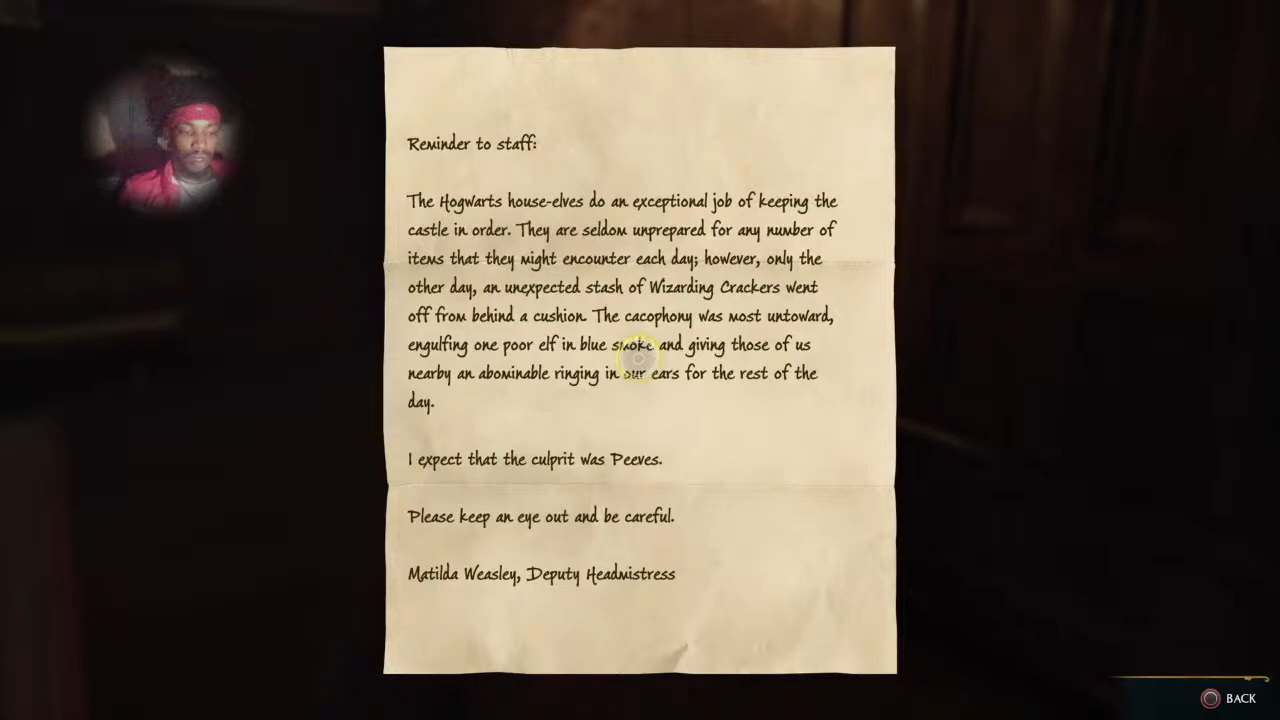 Reminder to staff:
The Hogwarts house-elves do an exceptional job of keeping the
castle in order. They are seldom unprepared for any number of
items that they might encounter each day; however, only the
other day, an unexpected stash of Wizarding Crackers went
off from behind a cushion. The cacophony was most untoward,
engulfing one poor elf in blue smoke and giving those of us
nearby an abominable ringing in our ears for the rest of the
day.
I expect that the culprit was Peeves.
Please keep an eye out and be careful.
Matilda Weasley, Deputy Headmistress
BACK